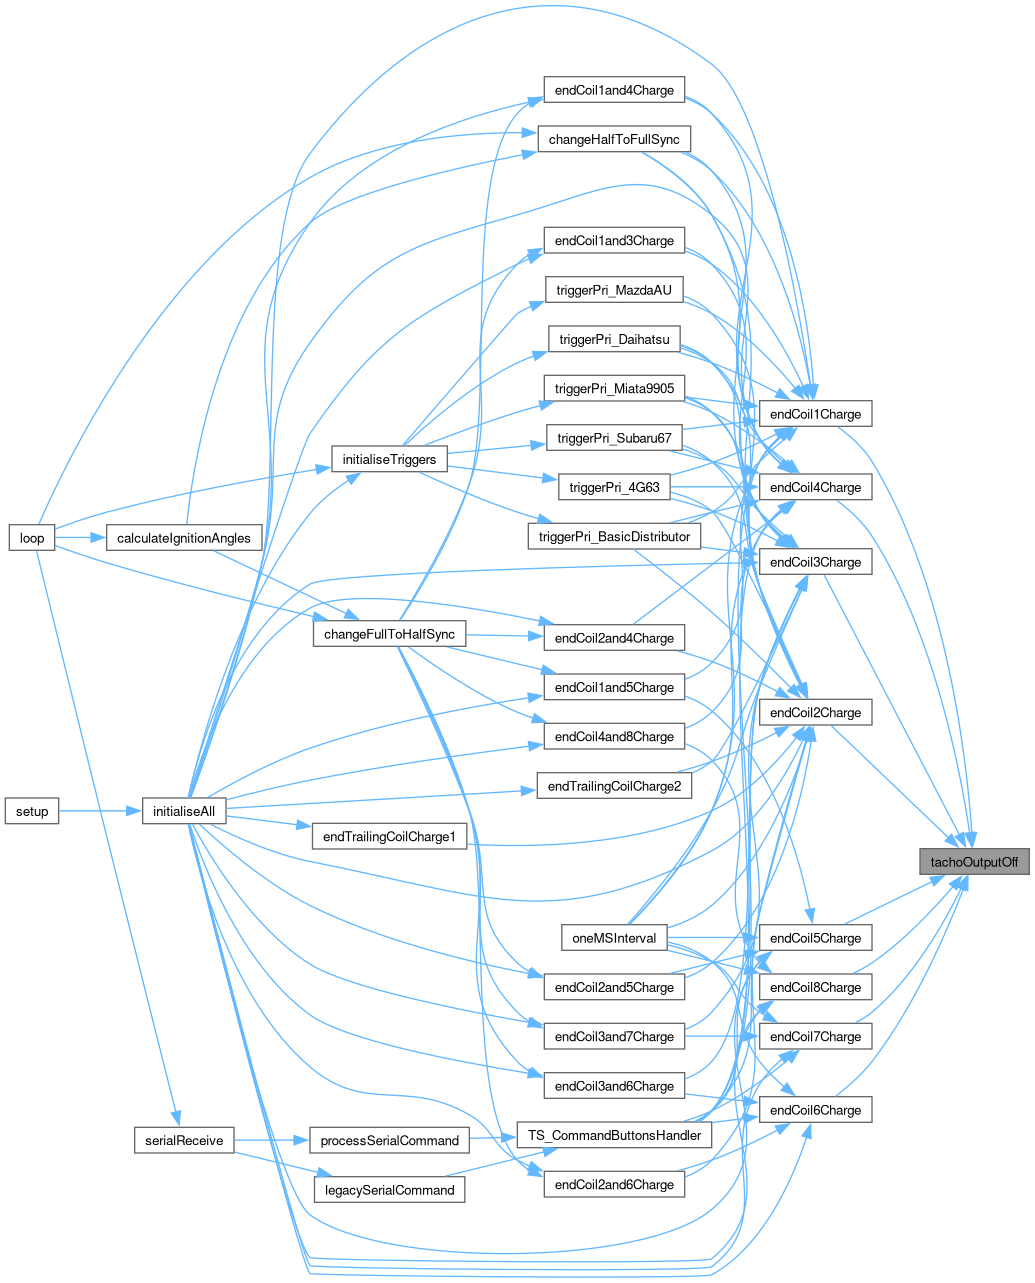 endCoil1and4Charge
changeHalfToFullSync
endCoil1and3Charge
triggerPri_MazdaAU
triggerPri_Daihatsu
triggerPri_Miata9905
endCoil1Charge
triggerPri_Subaru67
initialiseTriggers
triggerPri_4G63
endCoil4Charge
loop
calculateIgnitionAngles
triggerPri_BasicDistributor
endCoil3Charge
changeFullToHalfSync
endCoil2and4Charge
endCoil1and5Charge
endCoil2Charge
endCoil4and8Charge
endTrailingCoilCharge2
setup
initialiseAll
endTrailingCoilCharge1
tachoOutputOff
oneMSInterval
endCoil5Charge
endCoil2and5Charge
endCoil8Charge
endCoil3and7Charge
endCoil7Charge
endCoil3and6Charge
endCoil6Charge
serialReceive
processSerialCommand
TS_CommandButtonsHandler
legacySerialCommand
endCoil2and6Charge